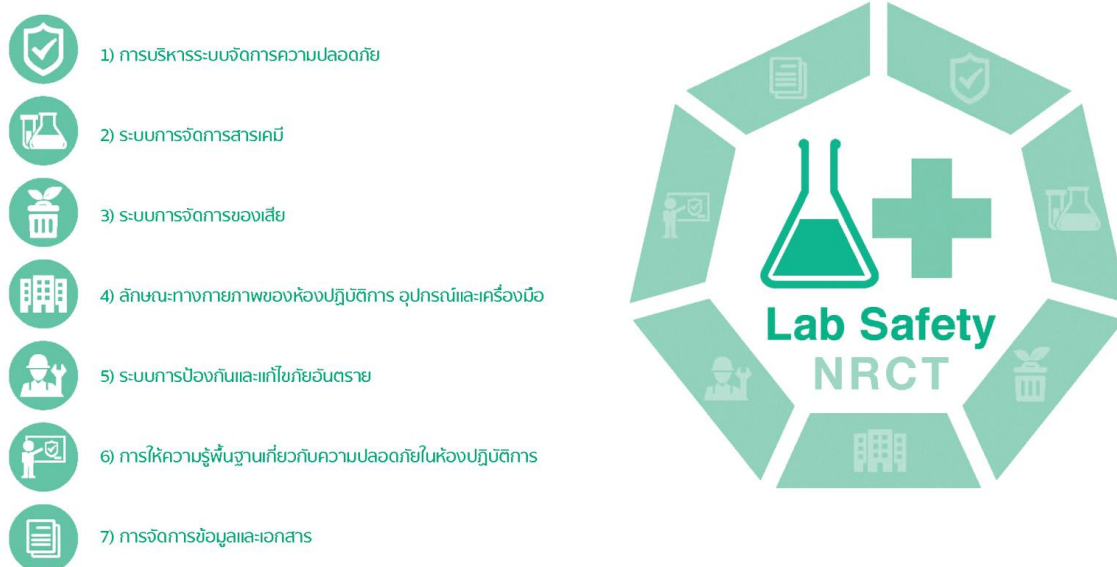 1) การบริหารระบบจัดการความปลอดภัย
2) ระบบการจัดการสารเคมี
3) ระบบการจัดการของเสีย
4) ลักษณะทางกายภาพของห้องปฏิบัติการ อุปกรณ์และเครื่องมือ
5) ระบบการป้องกันและแก้ไขภัยอันตราย
6) การให้ความรู้พื้นฐานเกี่ยวกับความปลอดภัยในห้องปฏิบัติการ
7) การจัดการข้อมูลและเอกสาร
Lab Safety
NRCT